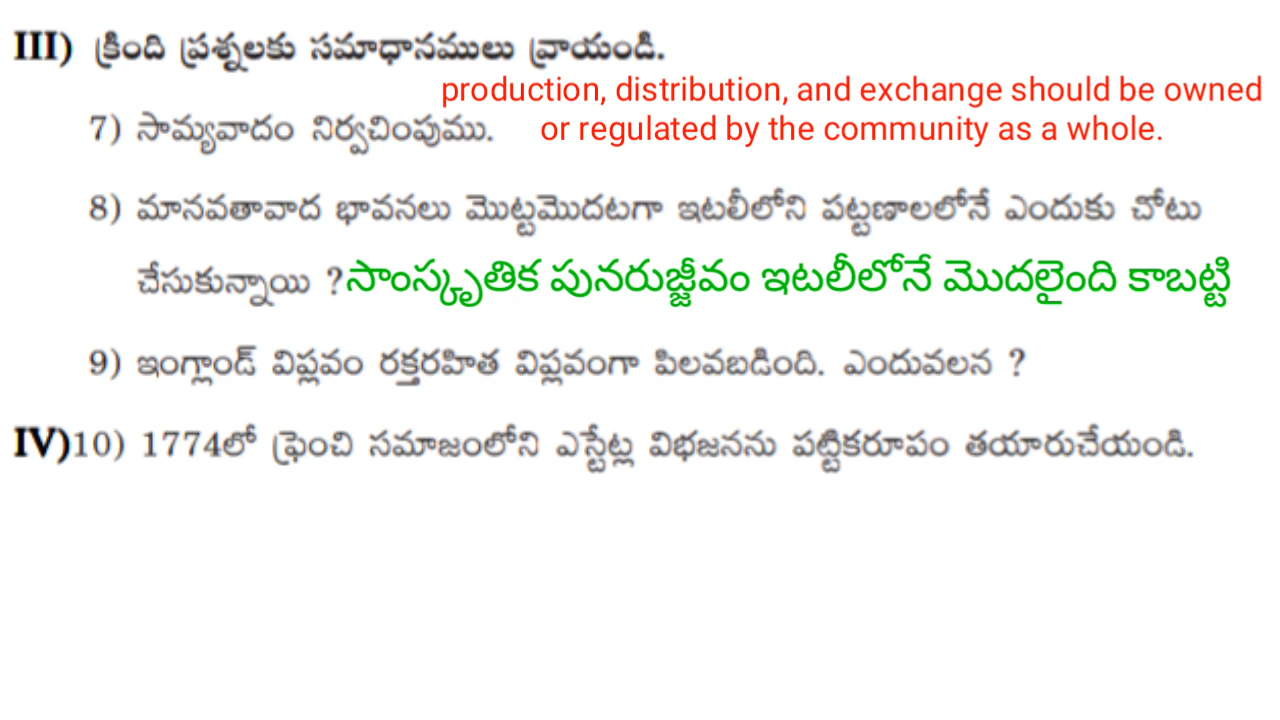 III) క్రింది ప్రశ్నలకు సమాధానములు వ్రాయండి.
production, distribution, and exchange should be owned
7) సామ్యవాదం నిర్వచింపుము. or regulated by the community as a whole.
8) మానవతావాద భావనలు మొట్టమొదటగా ఇటలీలోని పట్టణాలలోనే ఎందుకు చోటు
చేసుకున్నాయి ? సాంస్కృతిక పునరుజ్జీవం ఇటలీలోనే మొదలైంది కాబట్టి
9) ఇంగ్లాండ్ విప్లవం రక్తరహిత విప్లవంగా పిలవబడింది. ఎందువలన ?
IV)10) 1774లో ఫ్రెంచి సమాజంలోని ఎస్టేట్ల విభజనను పట్టికరూపం తయారుచేయండి.